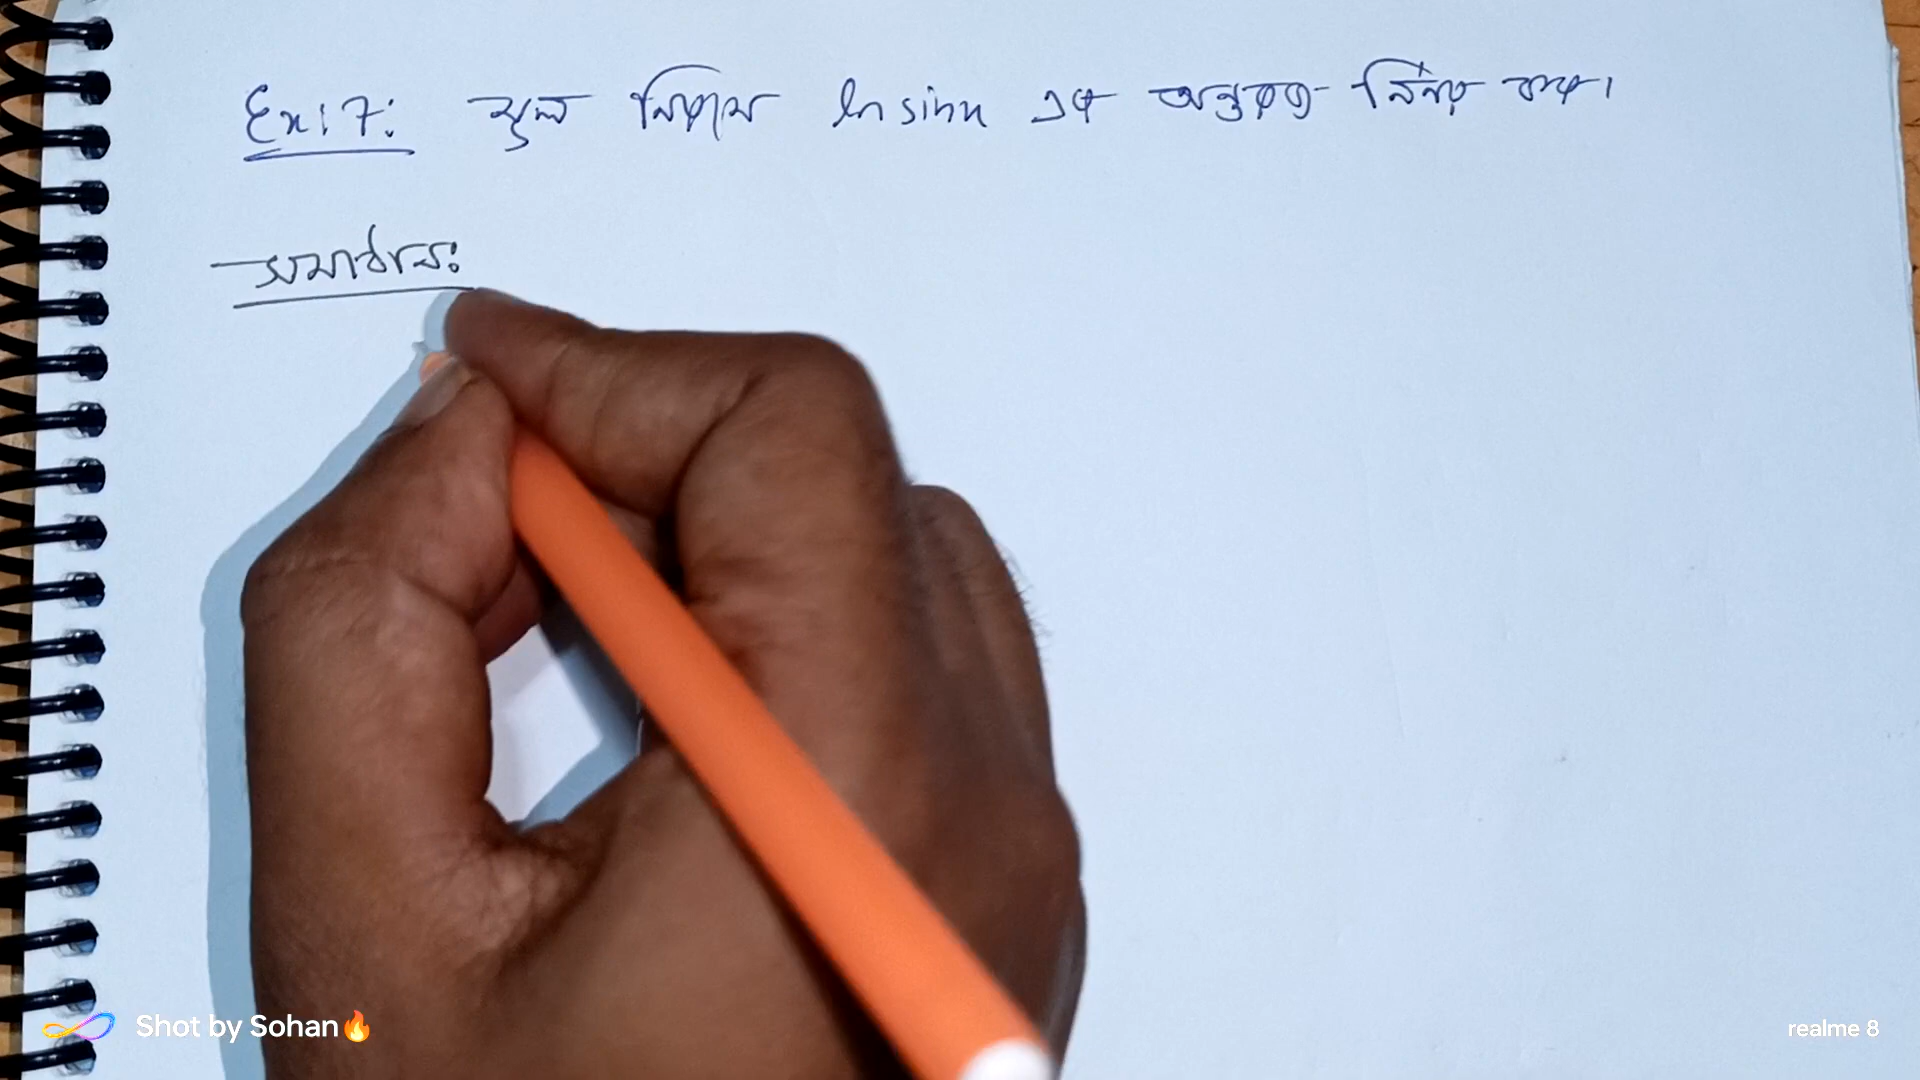 Ex:7: মূল নিয়মে ln sinx এর অন্তরজ নির্ণয় কর।
সমাধান:
Shot by Sohan🔥
realme 8